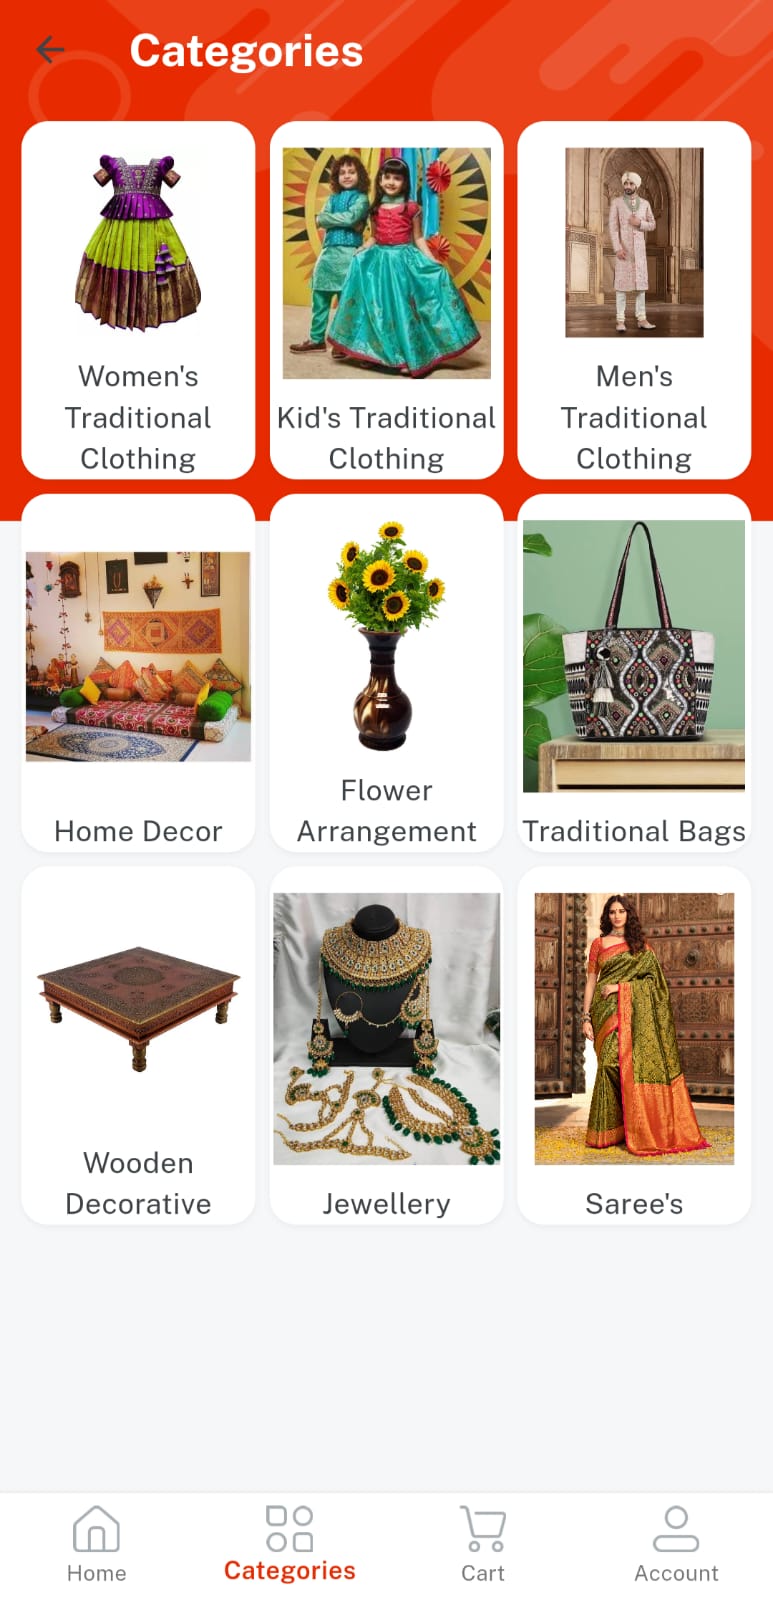 Categories
Women's
Traditional
Clothing
Kid's Traditional
Clothing
Men's
Traditional
Clothing
Home Decor
Flower
Arrangement
Traditional Bags
Wooden
Decorative
Jewellery
Saree's
Home
Categories
Cart
Account